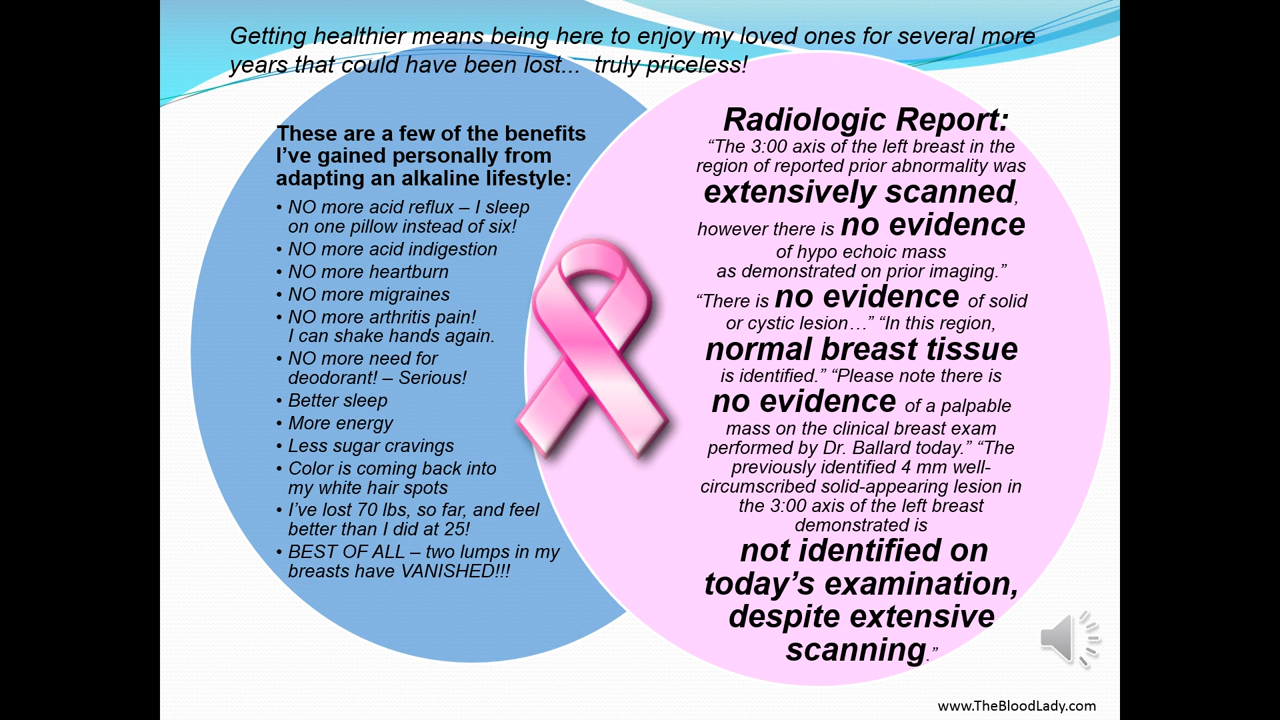 Getting healthier means being here to enjoy my loved ones for several more
years that could have been lost...  truly priceless!
These are a few of the benefits
I’ve gained personally from
adapting an alkaline lifestyle:
• NO more acid reflux – I sleep
on one pillow instead of six!
• NO more acid indigestion
• NO more heartburn
• NO more migraines
• NO more arthritis pain!
I can shake hands again.
• NO more need for
deodorant! – Serious!
• Better sleep
• More energy
• Less sugar cravings
• Color is coming back into
my white hair spots
• I’ve lost 70 lbs, so far, and feel
better than I did at 25!
• BEST OF ALL – two lumps in my
breasts have VANISHED!!!
Radiologic Report:
“The 3:00 axis of the left breast in the
region of reported prior abnormality was
extensively scanned,
however there is no evidence
of hypo echoic mass
as demonstrated on prior imaging.”
“There is no evidence of solid
or cystic lesion…” “In this region,
normal breast tissue
is identified.” “Please note there is
no evidence of a palpable
mass on the clinical breast exam
performed by Dr. Ballard today.” “The
previously identified 4 mm well-
circumscribed solid-appearing lesion in
the 3:00 axis of the left breast
demonstrated is
not identified on
today’s examination,
despite extensive
scanning.”
www.TheBloodLady.com